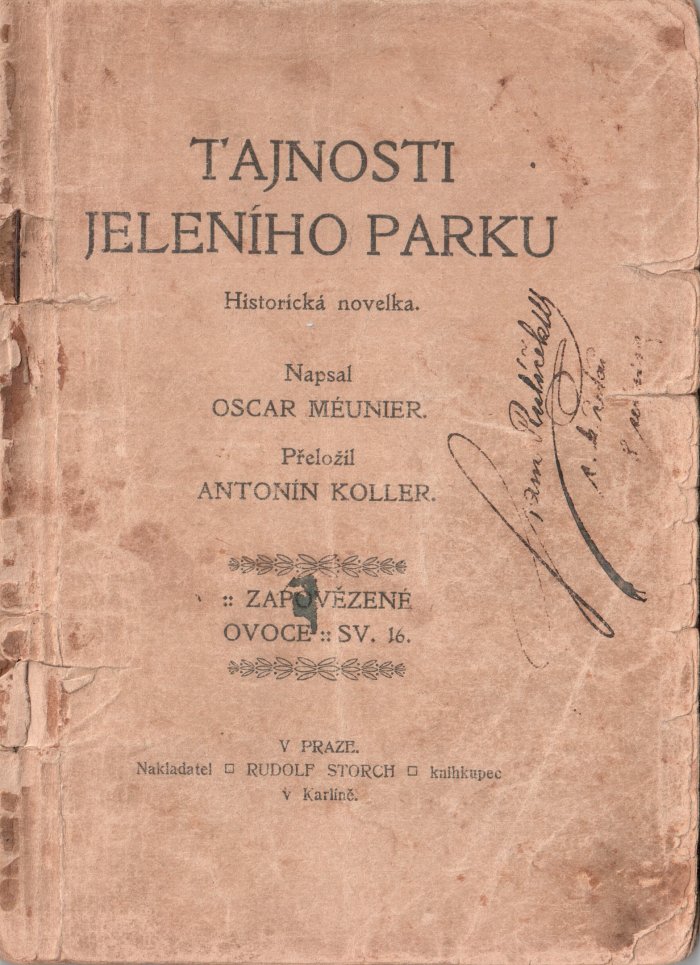 TAJNOSTI
JELENÍHO PARKU
Historická novelka.
Napsal
OSCAR MÉUNIER.
Přeložil
ANTONÍN KOLLER.
:: ZAPOVĚZENÉ
OVOCE :: SV. 16.
V PRAZE.
Nakladatel □ RUDOLF STORCH □ knihkupec
v Karlíně.